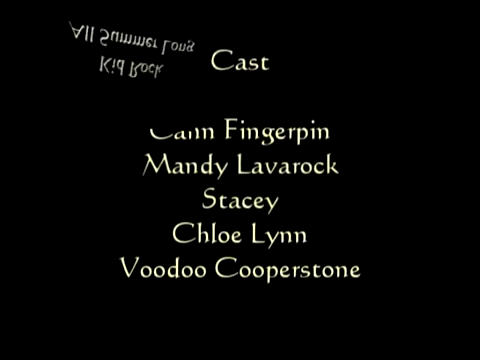 All Summer Long
Kid Rock
Cast
Fingerpin
Mandy Lavarock
Stacey
Chloe Lynn
Voodoo Cooperstone